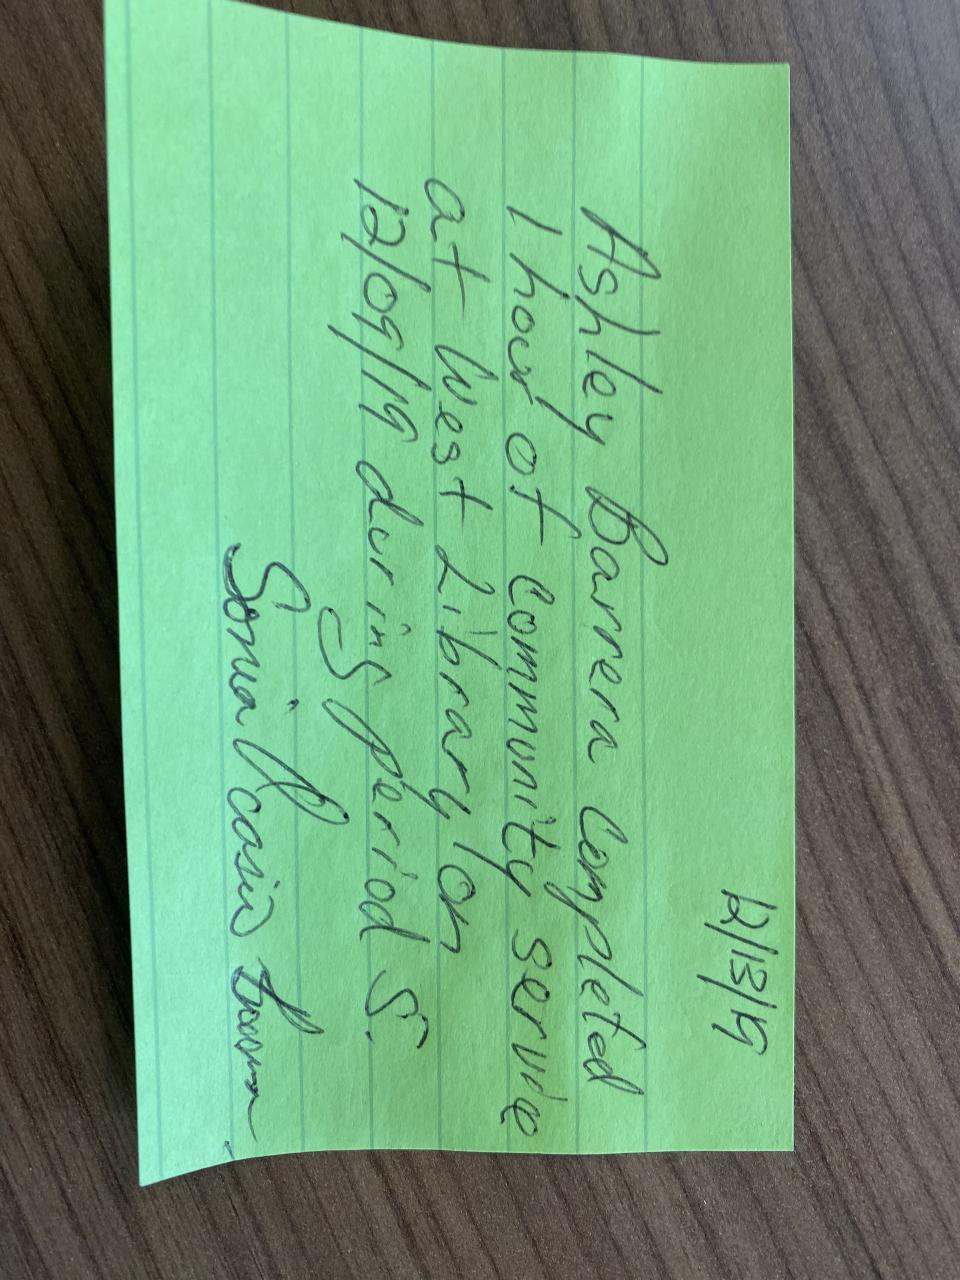 12/13/19
Ashley Barrera completed
1 hour of community service
at West Library on
12/09/19 during period 5.
Sonia